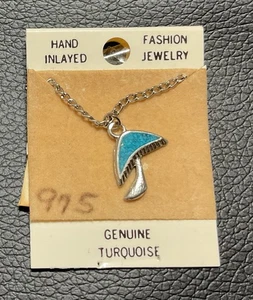 HAND FASHION
INLAYED JEWELRY
975
GENUINE
TURQUOISE